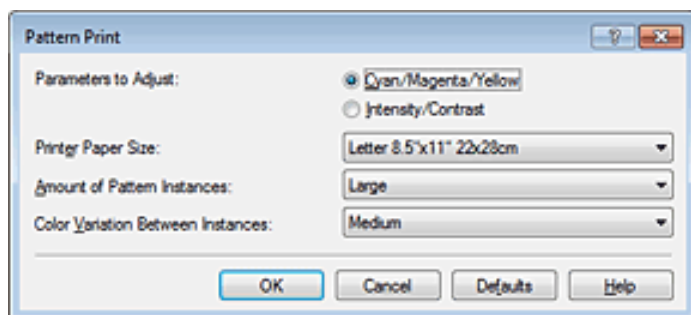 Pattern Print
Parameters to Adjust:
Cyan/Magenta/Yellow
Intensity/Contrast
Printer Paper Size:
Letter 8.5"x11" 22x28cm
Amount of Pattern Instances:
Large
Color Variation Between Instances:
Medium
OK Cancel Defaults Help